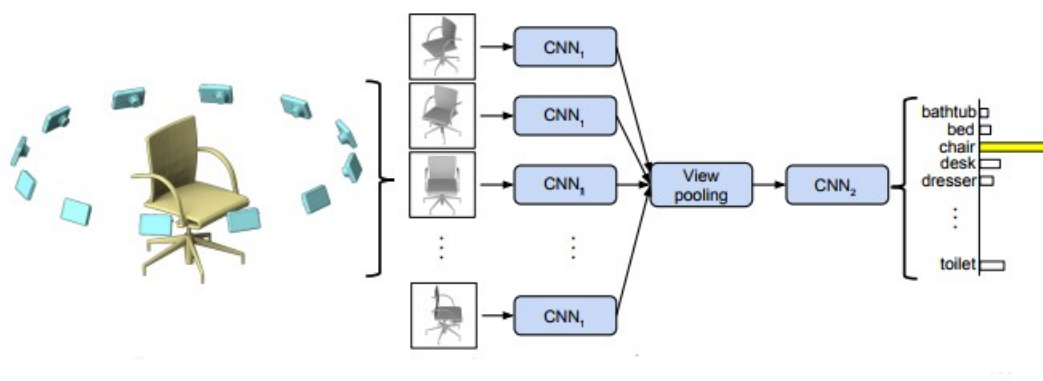 CNN₁
CNN₁
CNN₁
CNN₁
View
pooling
CNN₂
bathtub
bed
chair
desk
dresser
toilet